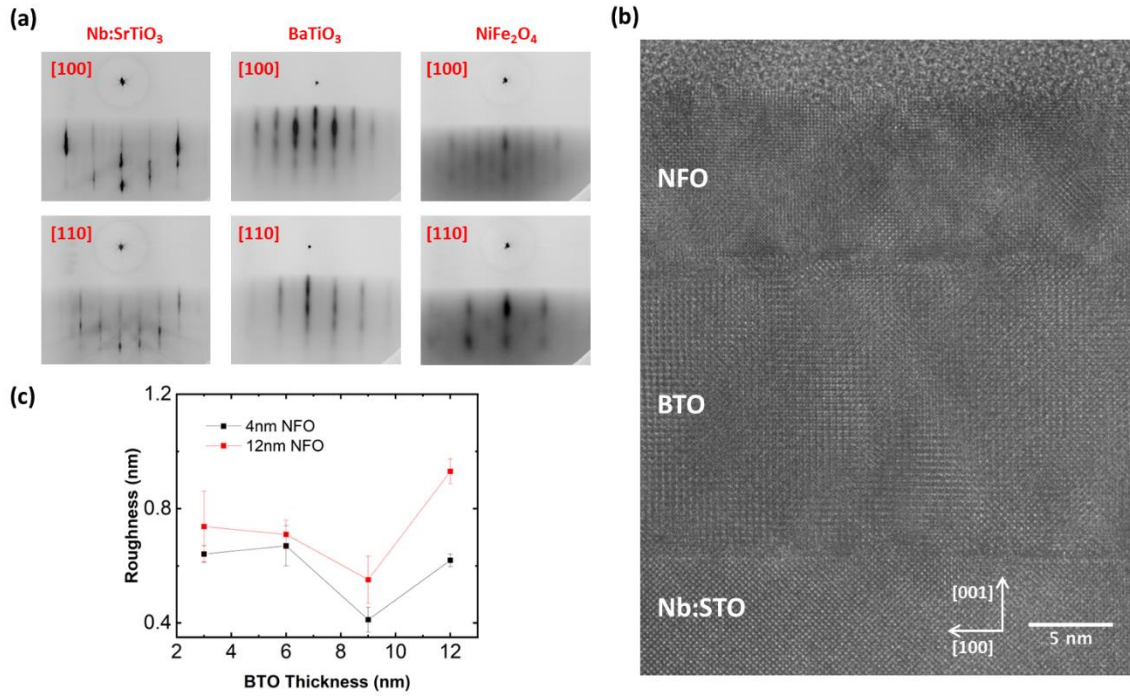 (a)
Nb:SrTiO₃ BaTiO₃ NiFe₂O₄
[100] [100] [100]
[110] [110] [110]
(b)
NFO
BTO
Nb:STO
[001]
[100]
5 nm
(c)
1.2
0.8
0.4
Roughness (nm)
4nm NFO
12nm NFO
2 4 6 8 10 12
BTO Thickness (nm)